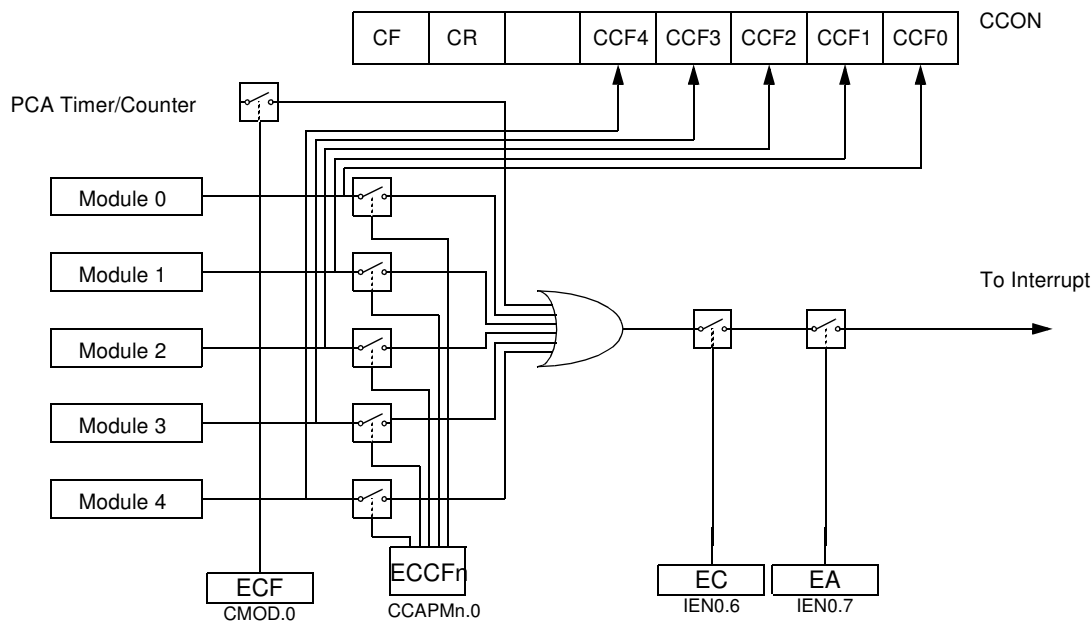 CF CR CCF4 CCF3 CCF2 CCF1 CCF0 CCON
PCA Timer/Counter
Module 0
Module 1
To Interrupt
Module 2
Module 3
Module 4
ECF
CMOD.0
ECCFn
CCAPMn.0
EC
IEN0.6
EA
IEN0.7